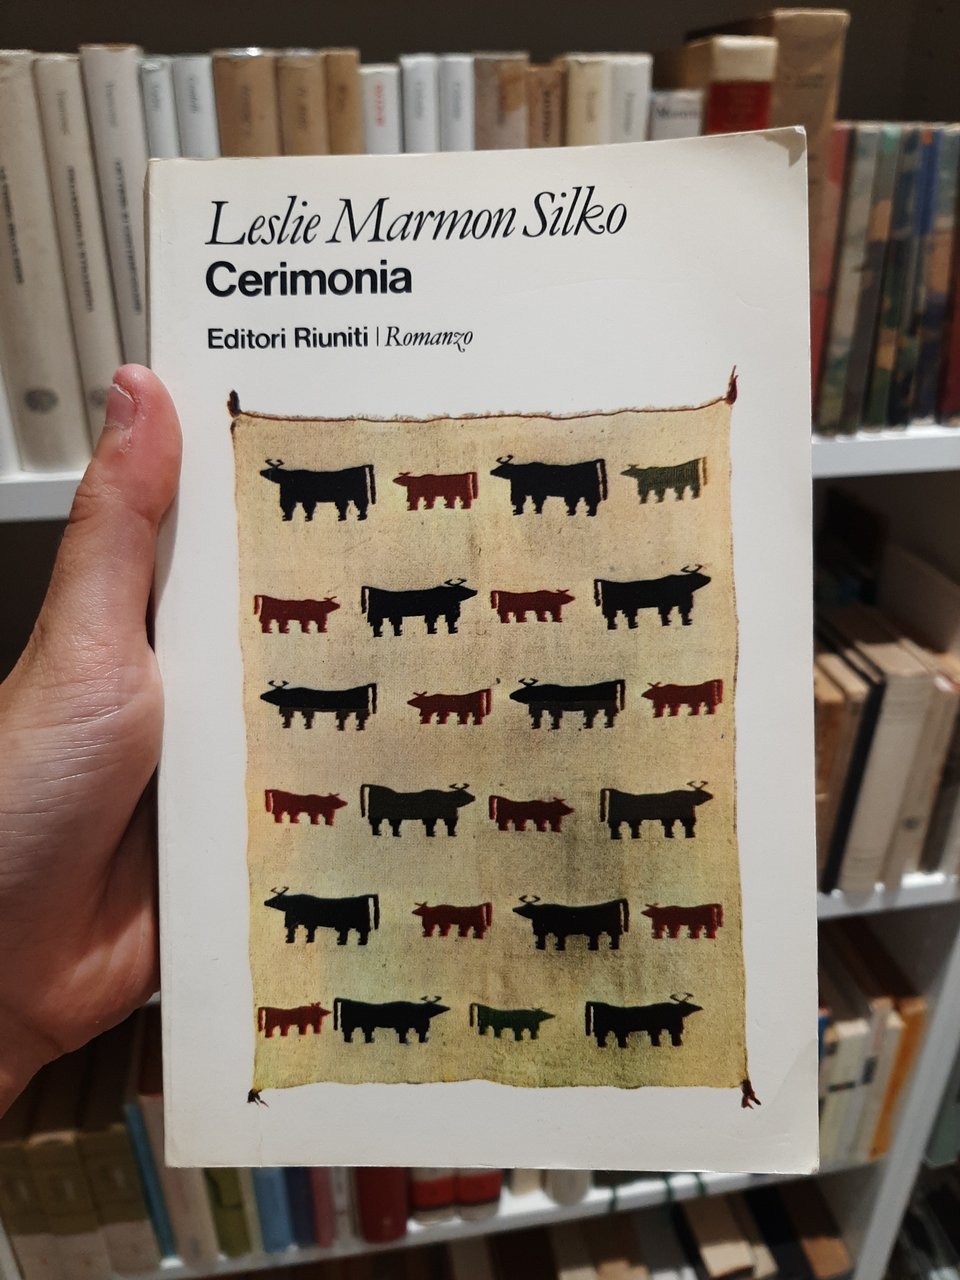 Leslie Marmon Silko
Cerimonia
Editori Riuniti | Romanzo